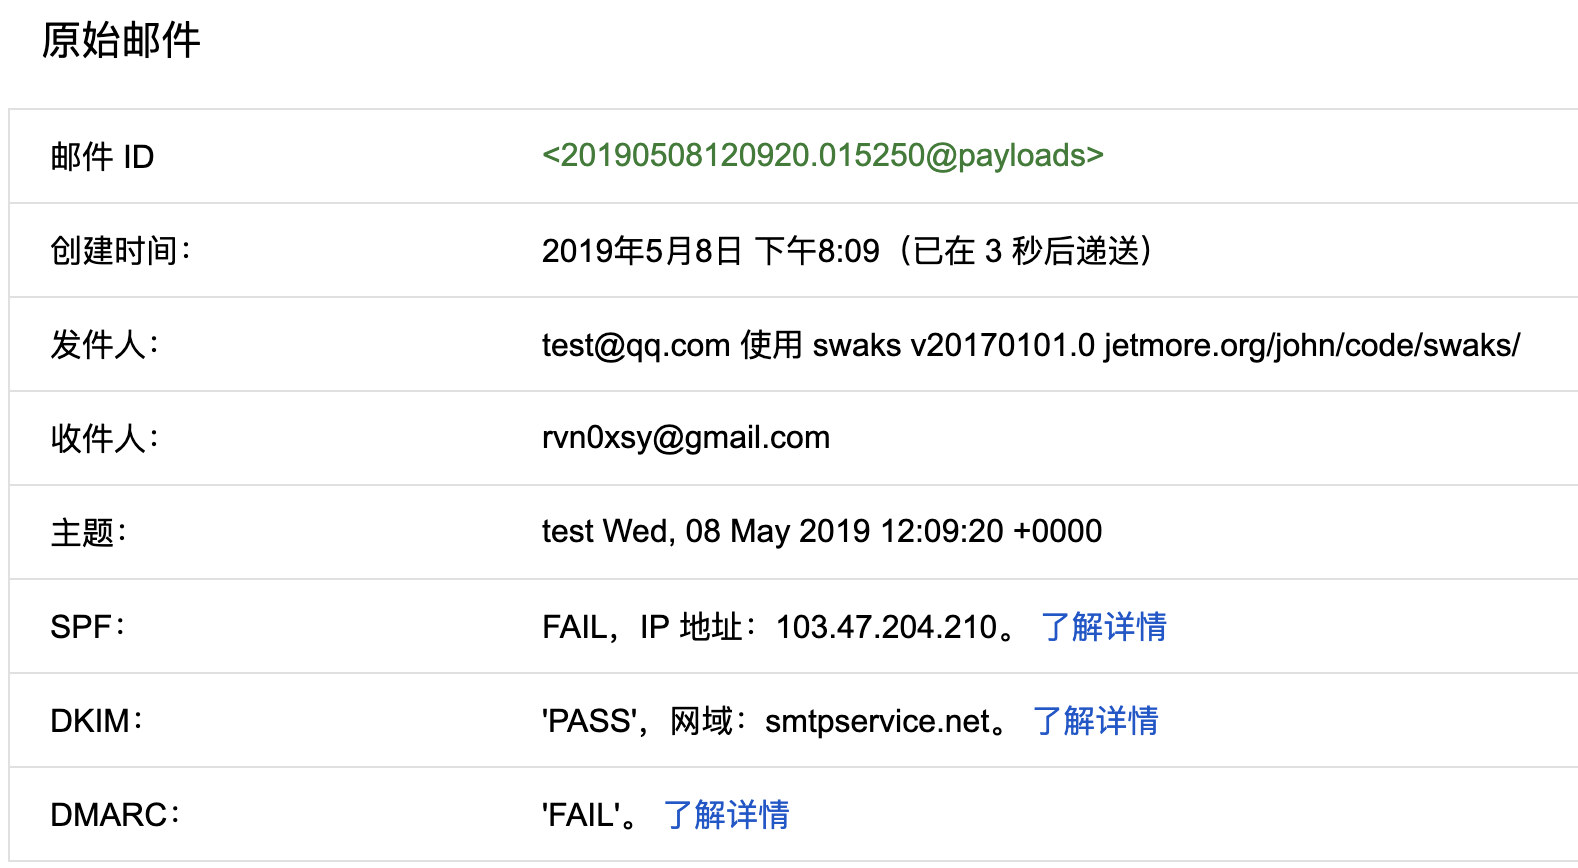 原始邮件
邮件 ID <20190508120920.015250@payloads>
创建时间： 2019年5月8日 下午8:09（已在 3 秒后递送）
发件人： test@qq.com 使用 swaks v20170101.0 jetmore.org/john/code/swaks/
收件人： rvn0xsy@gmail.com
主题： test Wed, 08 May 2019 12:09:20 +0000
SPF： FAIL，IP 地址：103.47.204.210。 了解详情
DKIM： 'PASS'，网域：smtpservice.net。 了解详情
DMARC： 'FAIL'。 了解详情